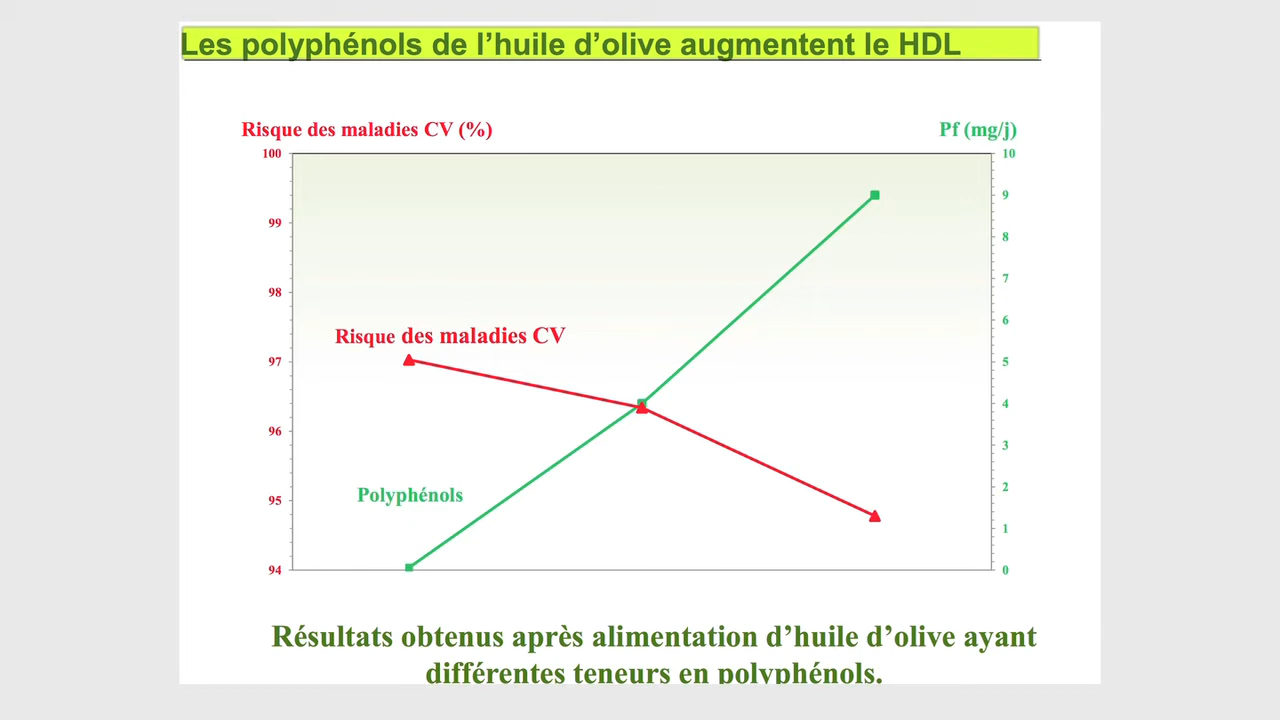 Les polyphénols de l’huile d’olive augmentent le HDL
Risque des maladies CV (%)
Pf (mg/j)
100
99
98
97
96
95
94
10
9
8
7
6
5
4
3
2
1
0
Risque des maladies CV
Polyphénols
Résultats obtenus après alimentation d’huile d’olive ayant
différentes teneurs en polyphénols.